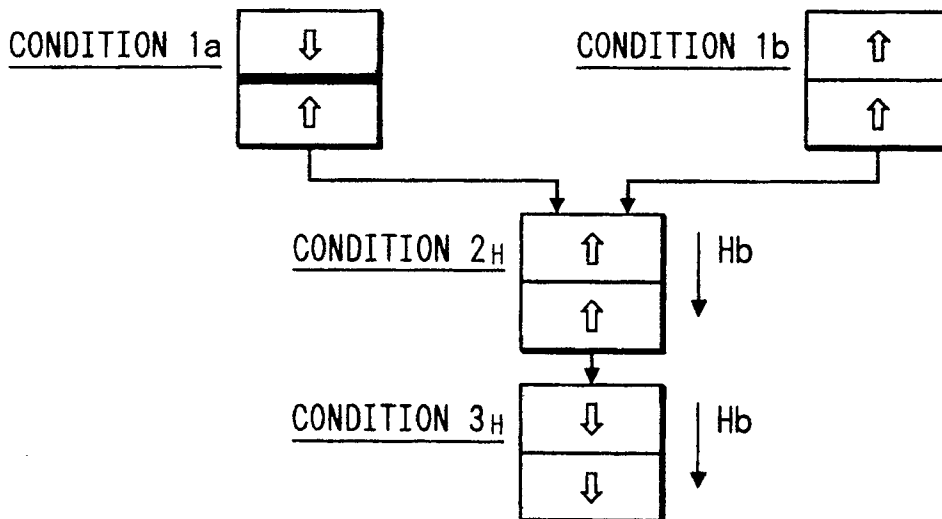 CONDITION 1a
CONDITION 1b
CONDITION 2H
Hb
CONDITION 3H
Hb